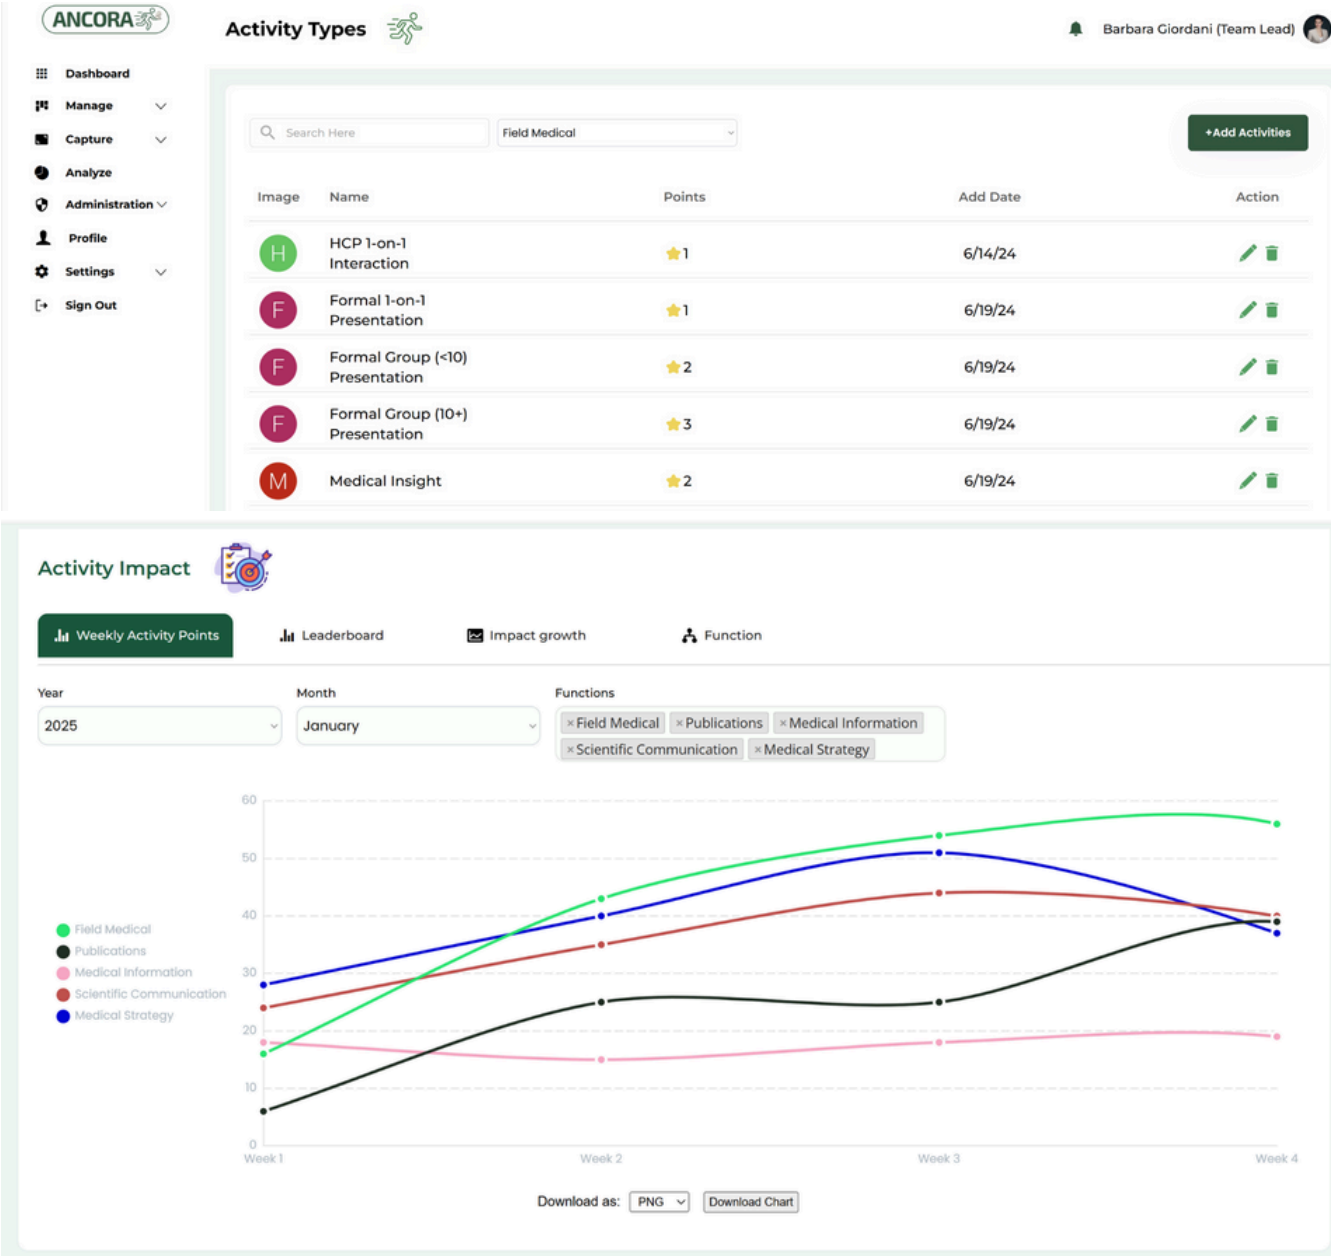 ANCORA
Activity Types
Barbara Giordani (Team Lead)
Dashboard
Manage
Capture
Analyze
Administration
Profile
Settings
Sign Out
Search Here
Field Medical
+Add Activities
Image Name Points Add Date Action
H HCP 1-on-1
Interaction
1 6/14/24
F Formal 1-on-1
Presentation
1 6/19/24
F Formal Group (<10)
Presentation
2 6/19/24
F Formal Group (10+)
Presentation
3 6/19/24
M Medical Insight 2 6/19/24
Activity Impact
Weekly Activity Points Leaderboard Impact growth Function
Year Month Functions
2025 January
×Field Medical ×Publications ×Medical Information
×Scientific Communication ×Medical Strategy
60
50
40
30
20
10
0
Field Medical
Publications
Medical Information
Scientific Communication
Medical Strategy
Week 1 Week 2 Week 3 Week 4
Download as: PNG Download Chart